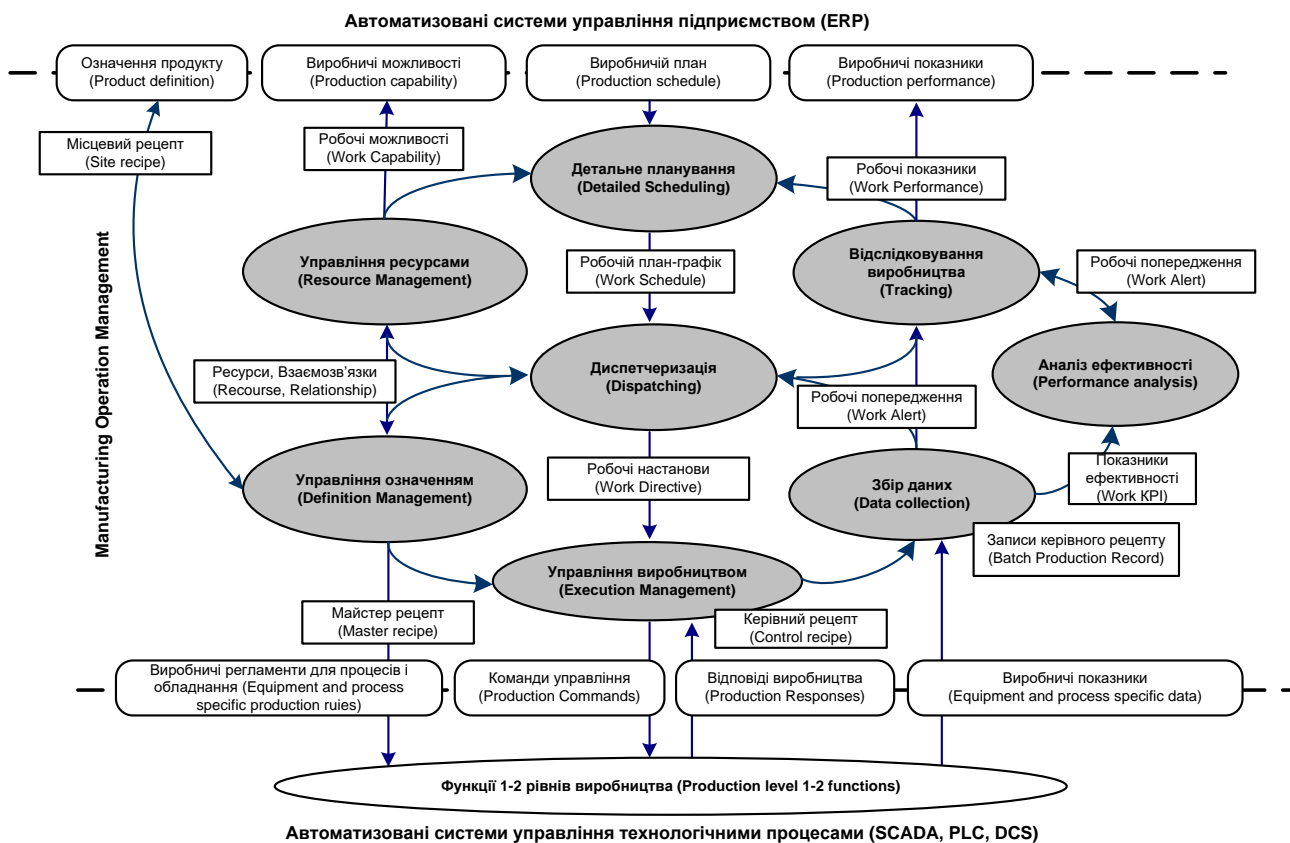 Автоматизовані системи управління підприємством (ERP)
Означення продукту
(Product definition)
Виробничі можливості
(Production capability)
Виробничій план
(Production schedule)
Виробничі показники
(Production performance)
Місцевий рецепт
(Site recipe)
Робочі можливості
(Work Capability)
Детальне планування
(Detailed Scheduling)
Робочі показники
(Work Performance)
Управління ресурсами
(Resource Management)
Робочій план-графік
(Work Schedule)
Відслідковування
виробництва
(Tracking)
Робочі попередження
(Work Alert)
Manufacturing Operation Management
Ресурси, Взаємозв’язки
(Recourse, Relationship)
Диспетчеризація
(Dispatching)
Аналіз ефективності
(Performance analysis)
Робочі попередження
(Work Alert)
Управління означенням
(Definition Management)
Робочі настанови
(Work Directive)
Збір даних
(Data collection)
Показники
ефективності
(Work KPI)
Записи керівного рецепту
(Batch Production Record)
Управління виробництвом
(Execution Management)
Майстер рецепт
(Master recipe)
Керівний рецепт
(Control recipe)
Виробничі регламенти для процесів і
обладнання (Equipment and process
specific production ruies)
Команди управління
(Production Commands)
Відповіді виробництва
(Production Responses)
Виробничі показники
(Equipment and process specific data)
Функції 1-2 рівнів виробництва (Production level 1-2 functions)
Автоматизовані системи управління технологічними процесами (SCADA, PLC, DCS)